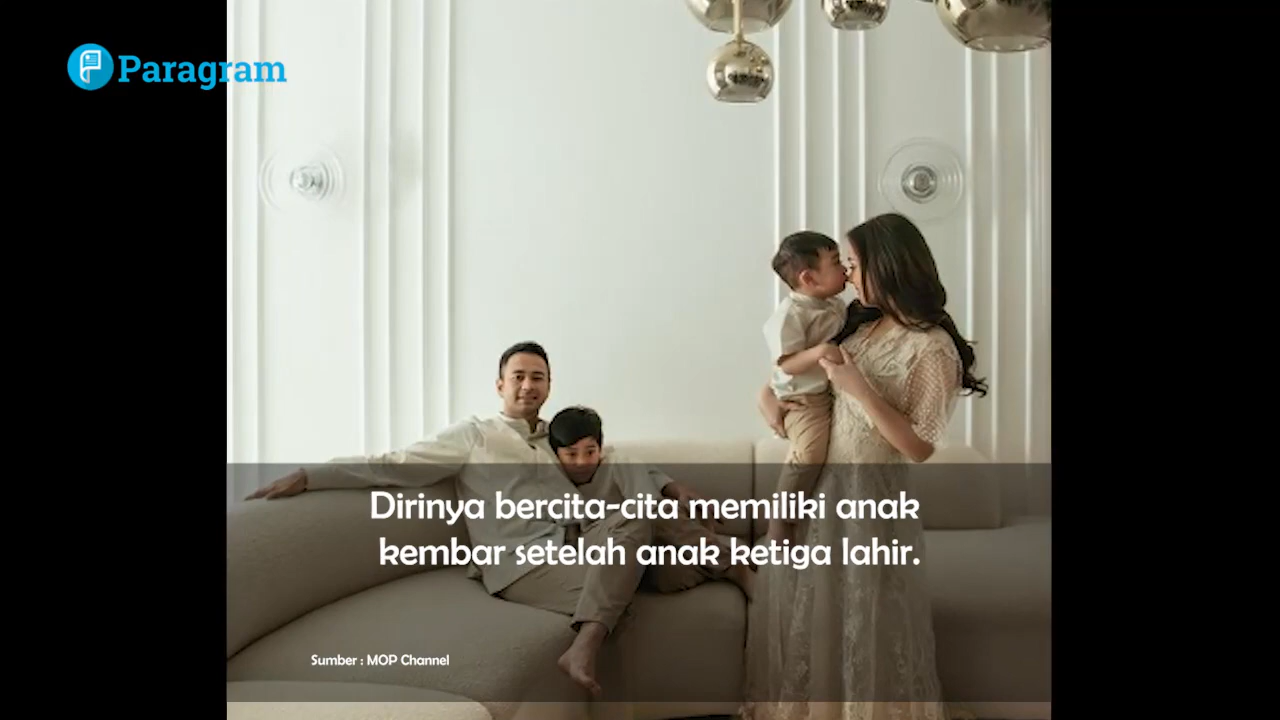 Paragram
Dirinya bercita-cita memiliki anak
kembar setelah anak ketiga lahir.
Sumber : MOP Channel